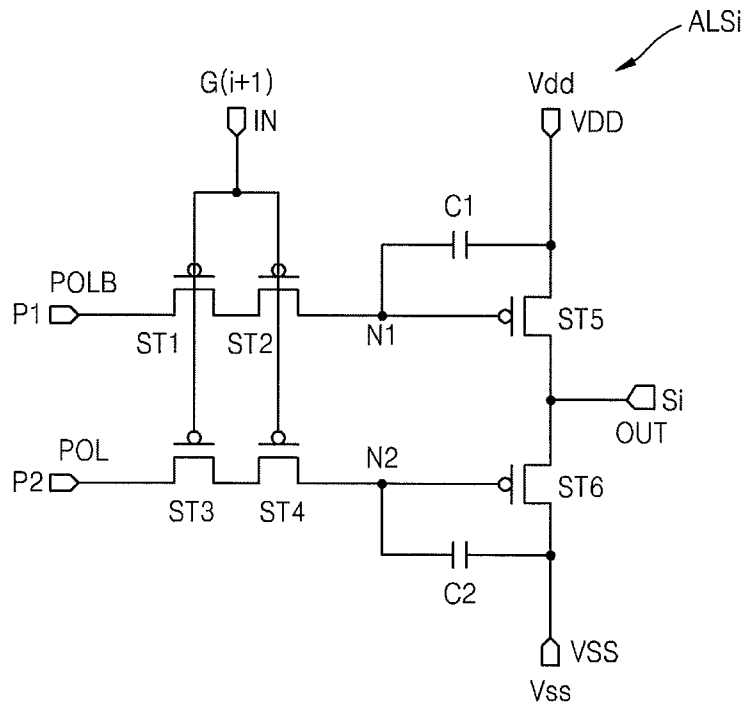 ALSi
G(i+1)
IN
Vdd
VDD
C1
POLB
P1
ST1
ST2
N1
ST5
Si
OUT
POL
P2
ST3
ST4
N2
ST6
C2
VSS
Vss